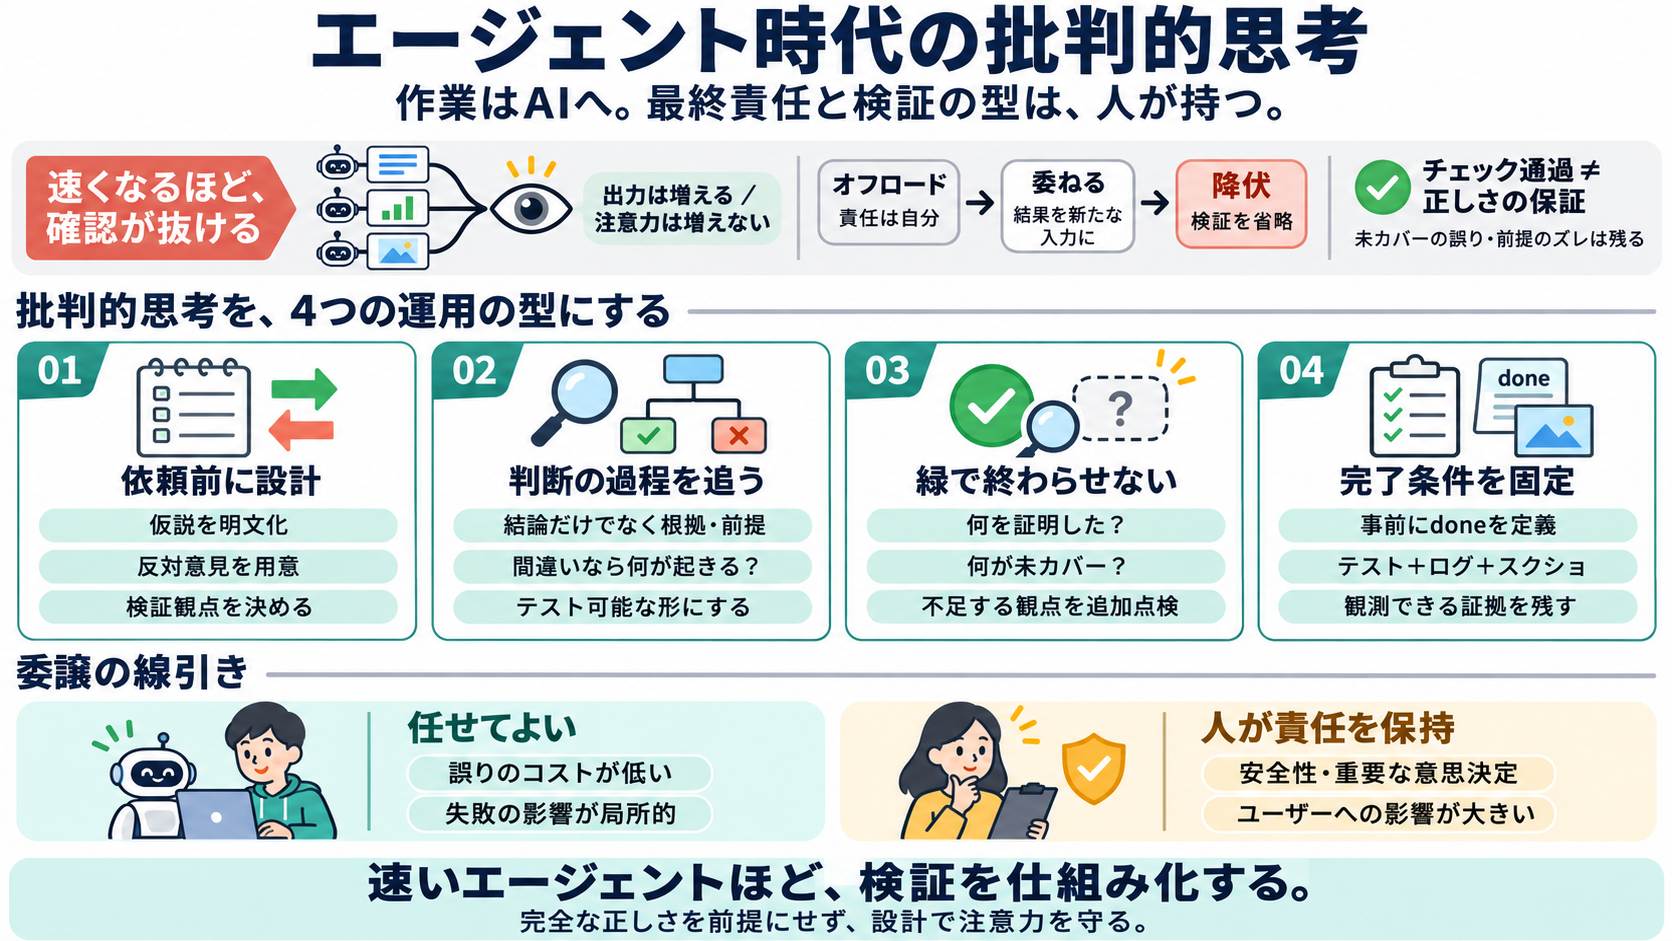 エージェント時代の批判的思考
作業はAIへ。最終責任と検証の型は、人が持つ。
速くなるほど、
確認が抜ける
出力は増える /
注意力は増えない
オフロード
責任は自分
委ねる
結果を新たな
入力に
降伏
検証を省略
チェック通過≠
正しさの保証
未カバーの誤り・前提のズレは残る
批判的思考を、4つの運用の型にする
01
依頼前に設計
仮説を明文化
反対意見を用意
検証観点を決める
02
判断の過程を追う
結論だけでなく根拠・前提
間違いなら何が起きる?
テスト可能な形にする
03
?
緑で終わらせない
何を証明した?
何が未カバー?
不足する観点を追加点検
04
done
完了条件を固定
事前にdoneを定義
テスト+ログ+スクショ
観測できる証拠を残す
委譲の線引き
任せてよい
誤りのコストが低い
失敗の影響が局所的
人が責任を保持
安全性・重要な意思決定
ユーザーへの影響が大きい
速いエージェントほど、検証を仕組み化する。
完全な正しさを前提にせず、設計で注意力を守る。